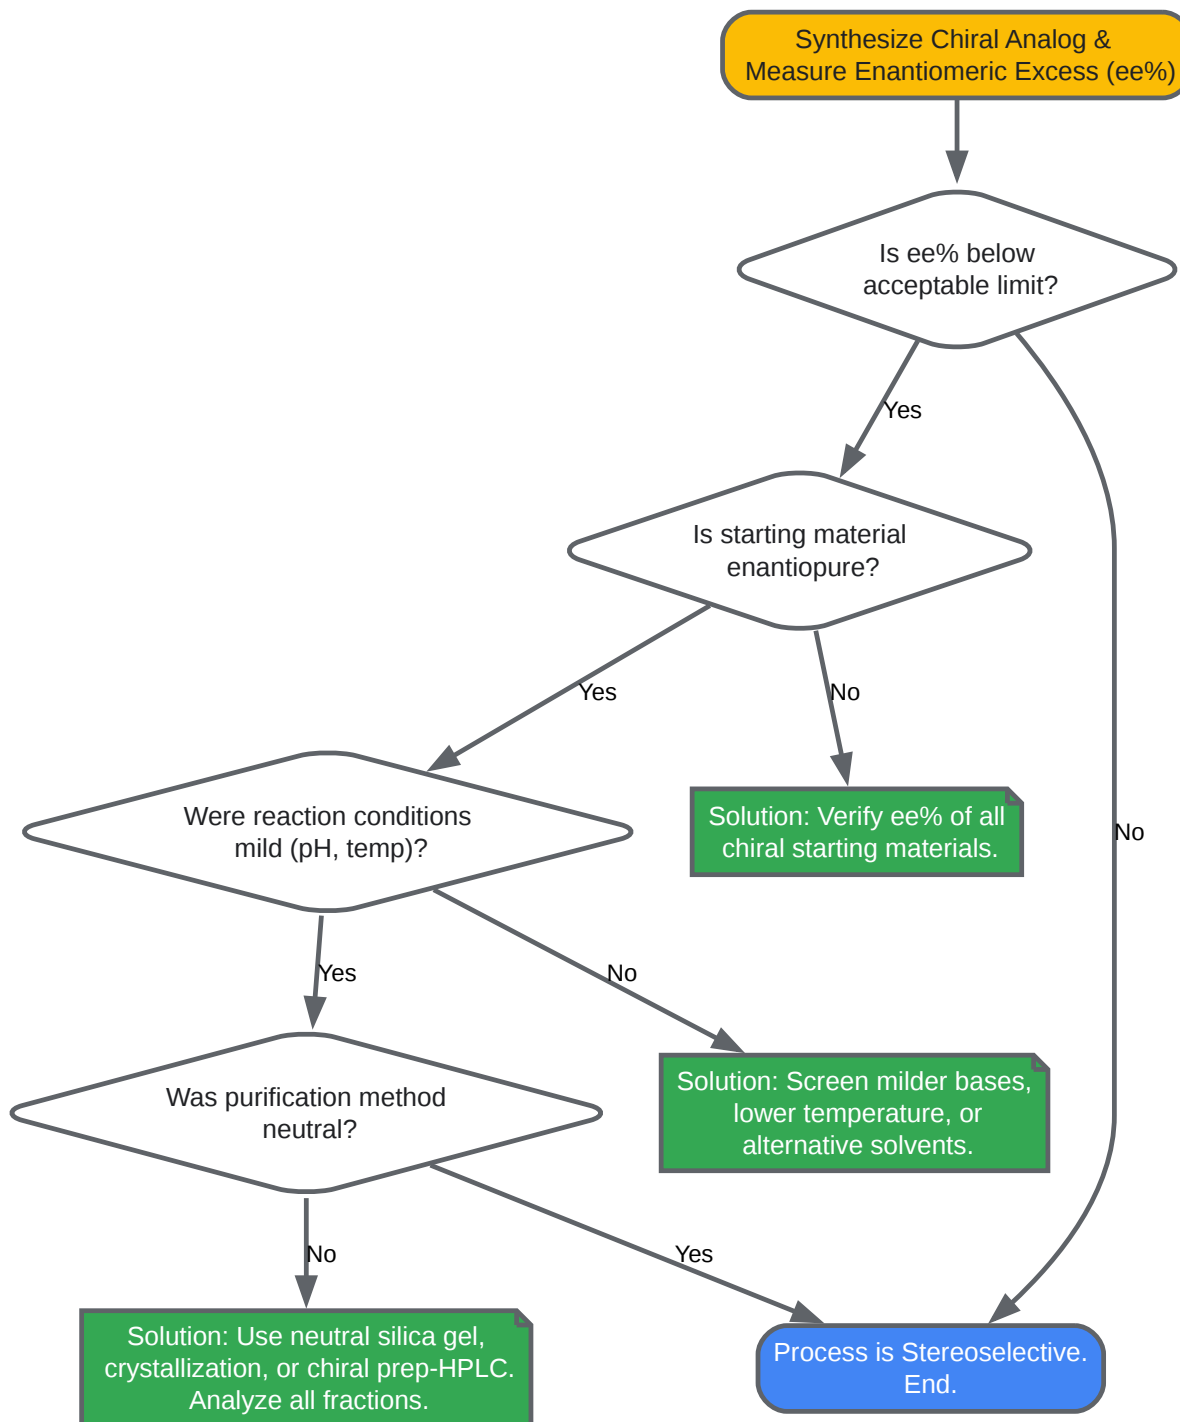 Synthesize Chiral Analog &
Measure Enantiomeric Excess (ee%)
Is ee% below
acceptable limit?
Yes
Is starting material
enantiopure?
Yes
No
Were reaction conditions
mild (pH, temp)?
Solution: Verify ee% of all
chiral starting materials.
No
Yes
No
Was purification method
neutral?
Solution: Screen milder bases,
lower temperature, or
alternative solvents.
No
Yes
Solution: Use neutral silica gel,
crystallization, or chiral prep-HPLC.
Analyze all fractions.
Process is Stereoselective.
End.